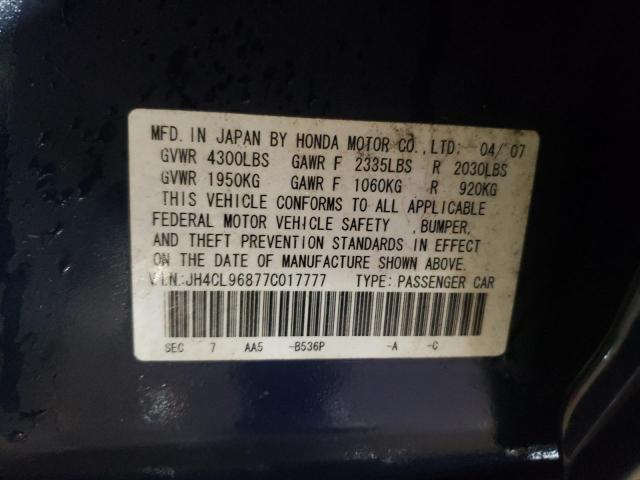 MFD. IN JAPAN BY HONDA MOTOR CO.,LTD: 04/07
GVWR 4300LBS GAWR F 2335LBS R 2030LBS
GVWR 1950KG GAWR F 1060KG R 920KG
THIS VEHICLE CONFORMS TO ALL APPLICABLE
FEDERAL MOTOR VEHICLE SAFETY ,BUMPER,
AND THEFT PREVENTION STANDARDS IN EFFECT
ON THE DATE OF MANUFACTURE SHOWN ABOVE.
V.I.N.:JH4CL96877C017777 TYPE: PASSENGER CAR
SEC 7 AA5 -B536P -A -C